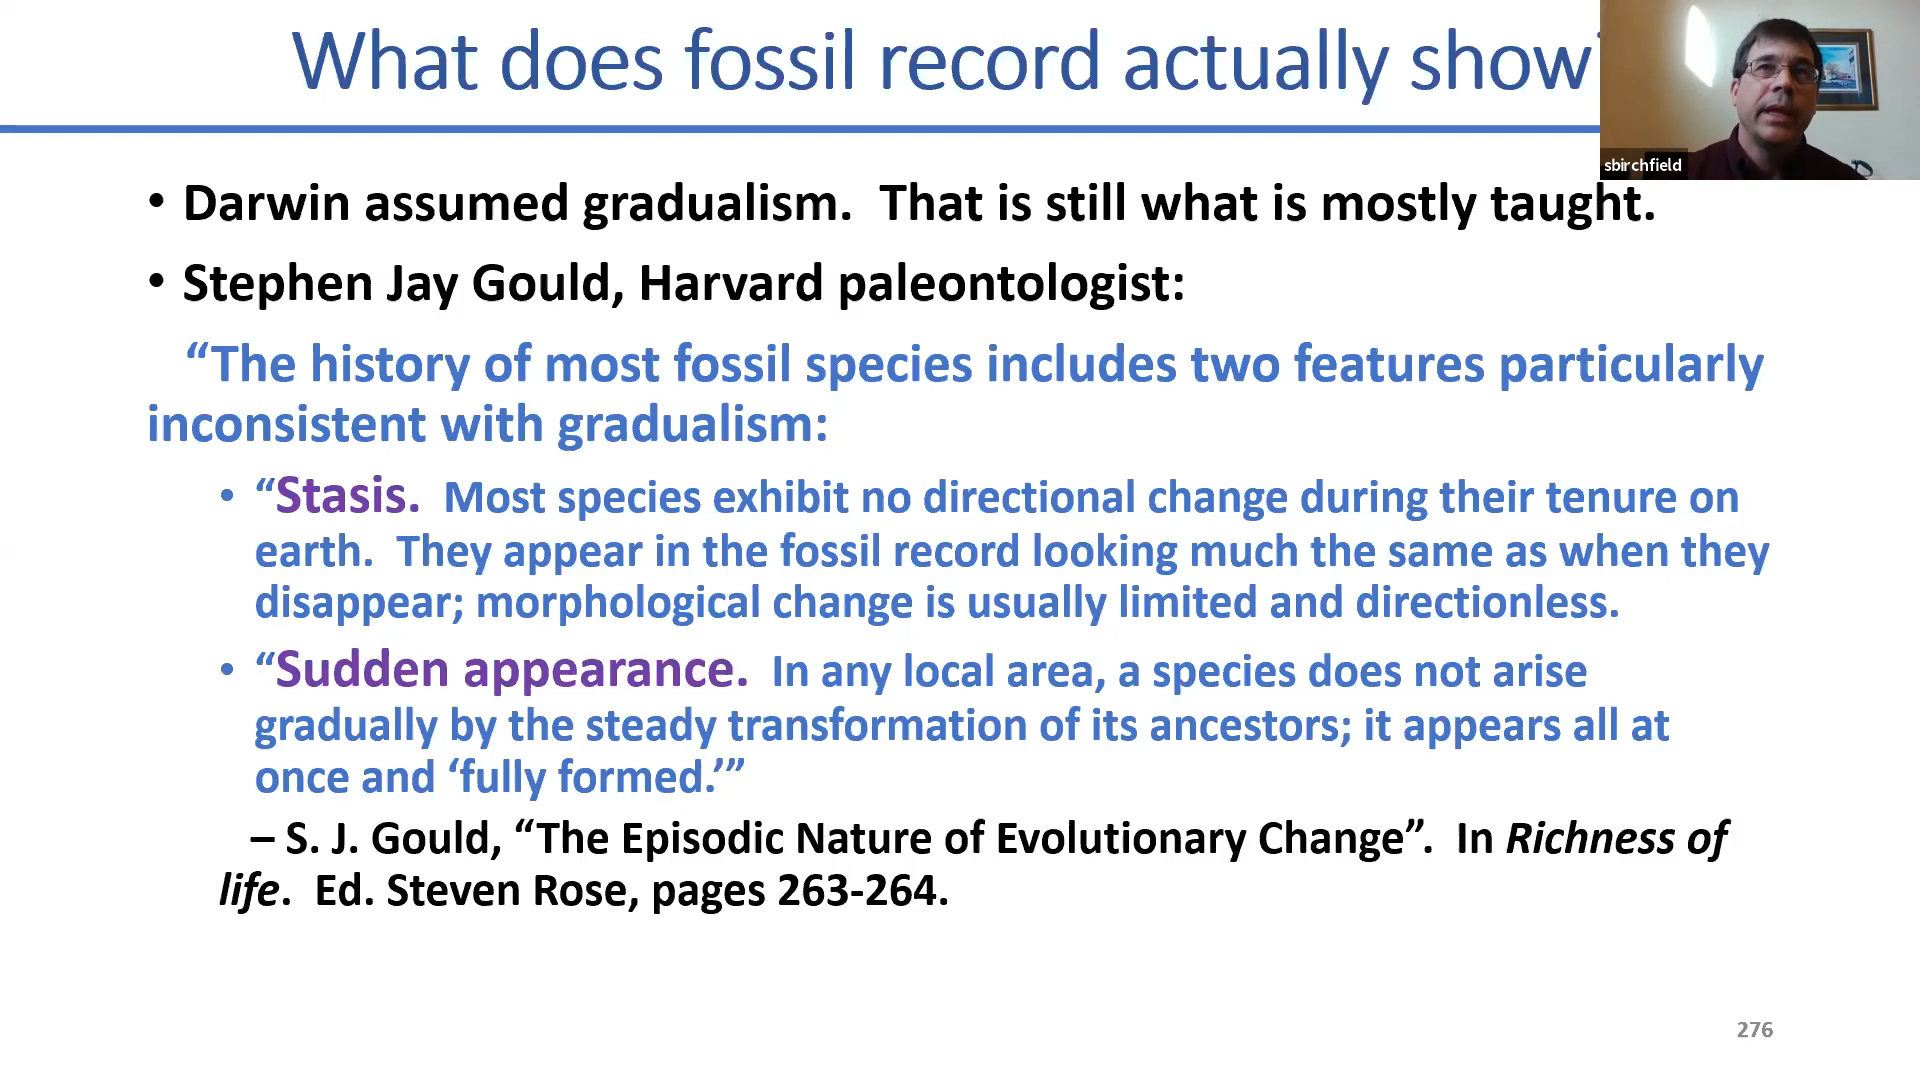 What does fossil record actually show
sbirchfield
• Darwin assumed gradualism.  That is still what is mostly taught.
• Stephen Jay Gould, Harvard paleontologist:
“The history of most fossil species includes two features particularly
inconsistent with gradualism:
• “Stasis.  Most species exhibit no directional change during their tenure on
earth.  They appear in the fossil record looking much the same as when they
disappear; morphological change is usually limited and directionless.
• “Sudden appearance.  In any local area, a species does not arise
gradually by the steady transformation of its ancestors; it appears all at
once and ‘fully formed.’”
– S. J. Gould, “The Episodic Nature of Evolutionary Change”.  In Richness of
life.  Ed. Steven Rose, pages 263-264.
276